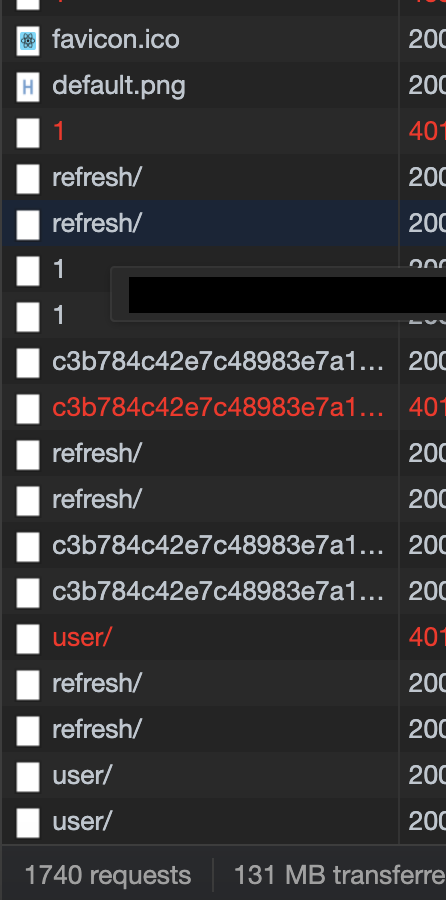 favicon.ico 200
default.png 200
1 401
refresh/ 200
refresh/ 200
1
1
c3b784c42e7c48983e7a1... 200
c3b784c42e7c48983e7a1... 401
refresh/ 200
refresh/ 200
c3b784c42e7c48983e7a1... 200
c3b784c42e7c48983e7a1... 200
user/ 401
refresh/ 200
refresh/ 200
user/ 200
user/ 200
1740 requests 131 MB transferre